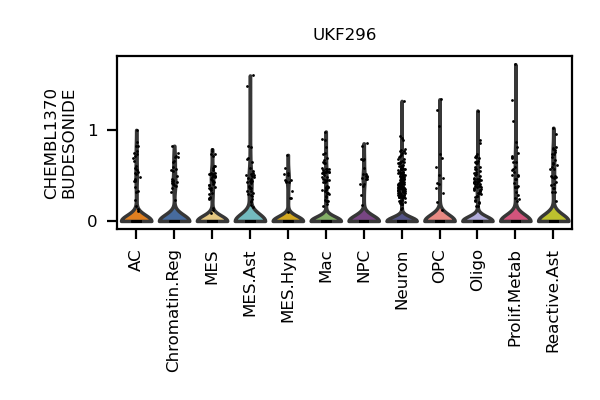 UKF296
CHEMBL1370
BUDESONIDE
1
0
AC
Chromatin.Reg
MES
MES.Ast
MES.Hyp
Mac
NPC
Neuron
OPC
Oligo
Prolif.Metab
Reactive.Ast